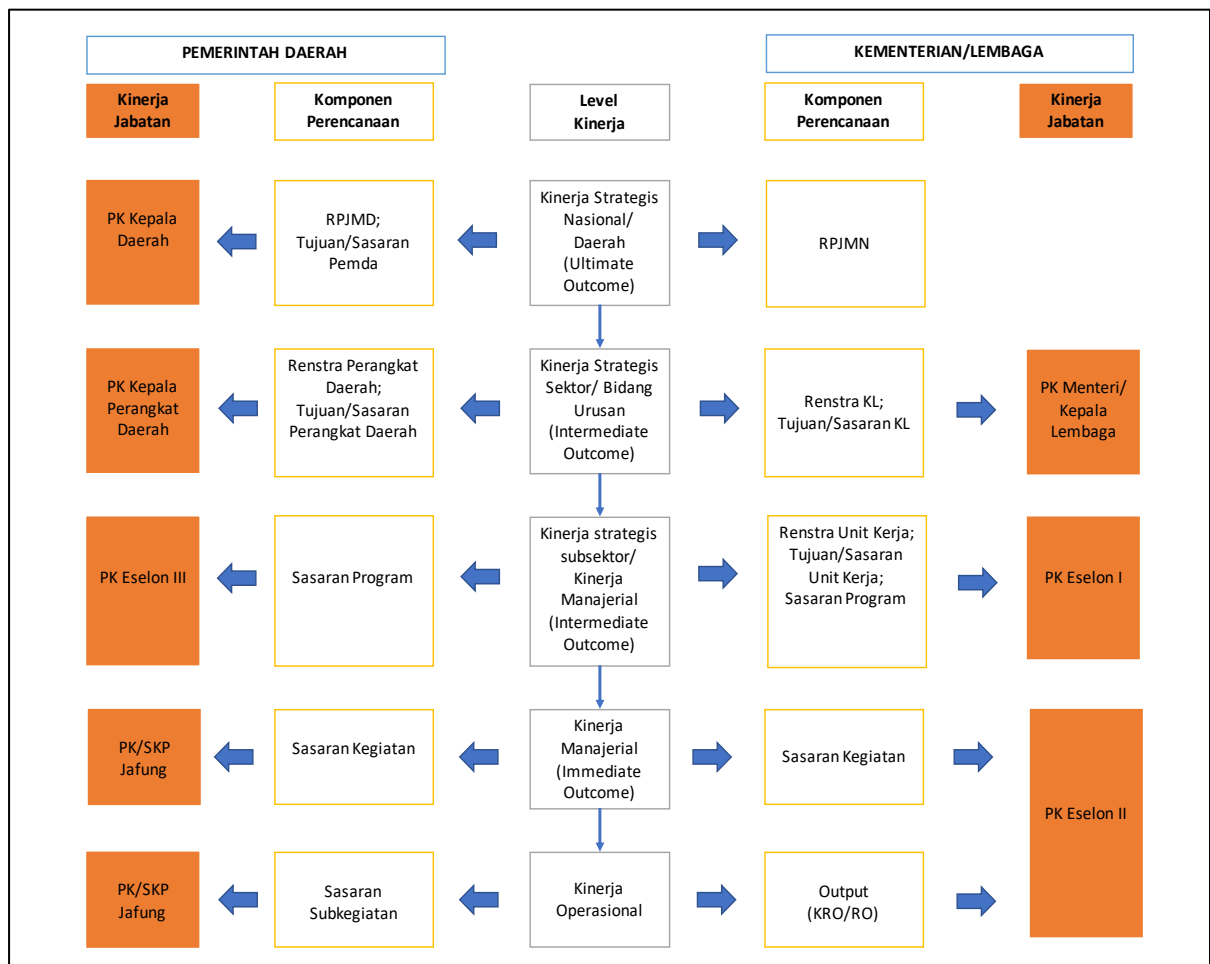 PEMERINTAH DAERAH
KEMENTERIAN/LEMBAGA
Kinerja
Jabatan
Komponen
Perencanaan
Level
Kinerja
Komponen
Perencanaan
Kinerja
Jabatan
PK Kepala
Daerah
RPJMD;
Tujuan/Sasaran
Pemda
Kinerja Strategis
Nasional/
Daerah
(Ultimate
Outcome)
RPJMN
PK Kepala
Perangkat
Daerah
Renstra Perangkat
Daerah;
Tujuan/Sasaran
Perangkat Daerah
Kinerja Strategis
Sektor/ Bidang
Urusan
(Intermediate
Outcome)
Renstra KL;
Tujuan/Sasaran KL
PK Menteri/
Kepala
Lembaga
PK Eselon III
Sasaran Program
Kinerja strategis
subsektor/
Kinerja
Manajerial
(Intermediate
Outcome)
Renstra Unit Kerja;
Tujuan/Sasaran
Unit Kerja;
Sasaran Program
PK Eselon I
PK/SKP
Jafung
Sasaran Kegiatan
Kinerja
Manajerial
(Immediate
Outcome)
Sasaran Kegiatan
PK Eselon II
PK/SKP
Jafung
Sasaran
Subkegiatan
Kinerja
Operasional
Output
(KRO/RO)